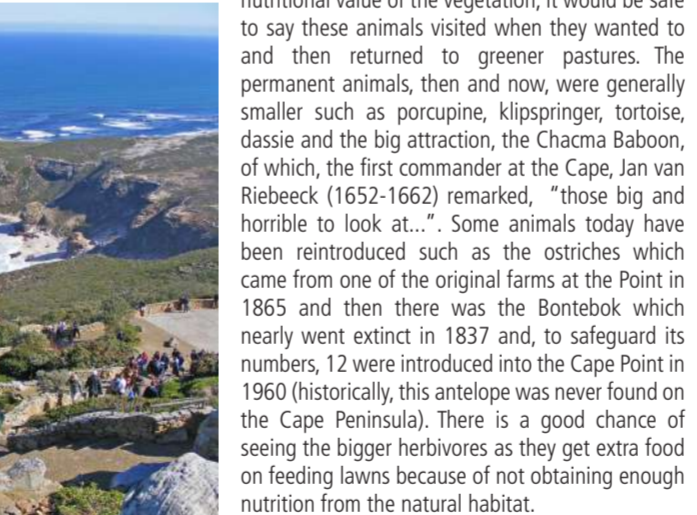 nutritional value of the vegetation, it would be safe
to say these animals visited when they wanted to
and then returned to greener pastures. The
permanent animals, then and now, were generally
smaller such as porcupine, klipspringer, tortoise,
dassie and the big attraction, the Chacma Baboon,
of which, the first commander at the Cape, Jan van
Riebeeck (1652-1662) remarked, “those big and
horrible to look at...”. Some animals today have
been reintroduced such as the ostriches which
came from one of the original farms at the Point in
1865 and then there was the Bontebok which
nearly went extinct in 1837 and, to safeguard its
numbers, 12 were introduced into the Cape Point in
1960 (historically, this antelope was never found on
the Cape Peninsula). There is a good chance of
seeing the bigger herbivores as they get extra food
on feeding lawns because of not obtaining enough
nutrition from the natural habitat.